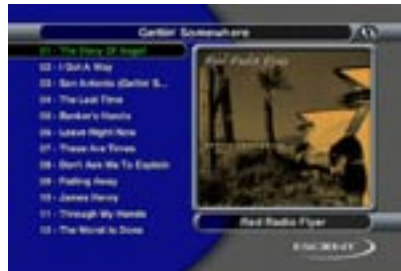 Gettin' Somewhere
01 - The Story Of Angel
02 - I Got A Way
03 - San Antonio (Gettin' S...
04 - The Last Time
05 - Banker's Hands
06 - Leave Right Now
07 - These Are Times
08 - Don't Ask Me To Explain
09 - Fading Away
10 - James Henry
11 - Through My Hands
12 - The Worst Is Done
Red Radio Flyer
Red Radio Flyer